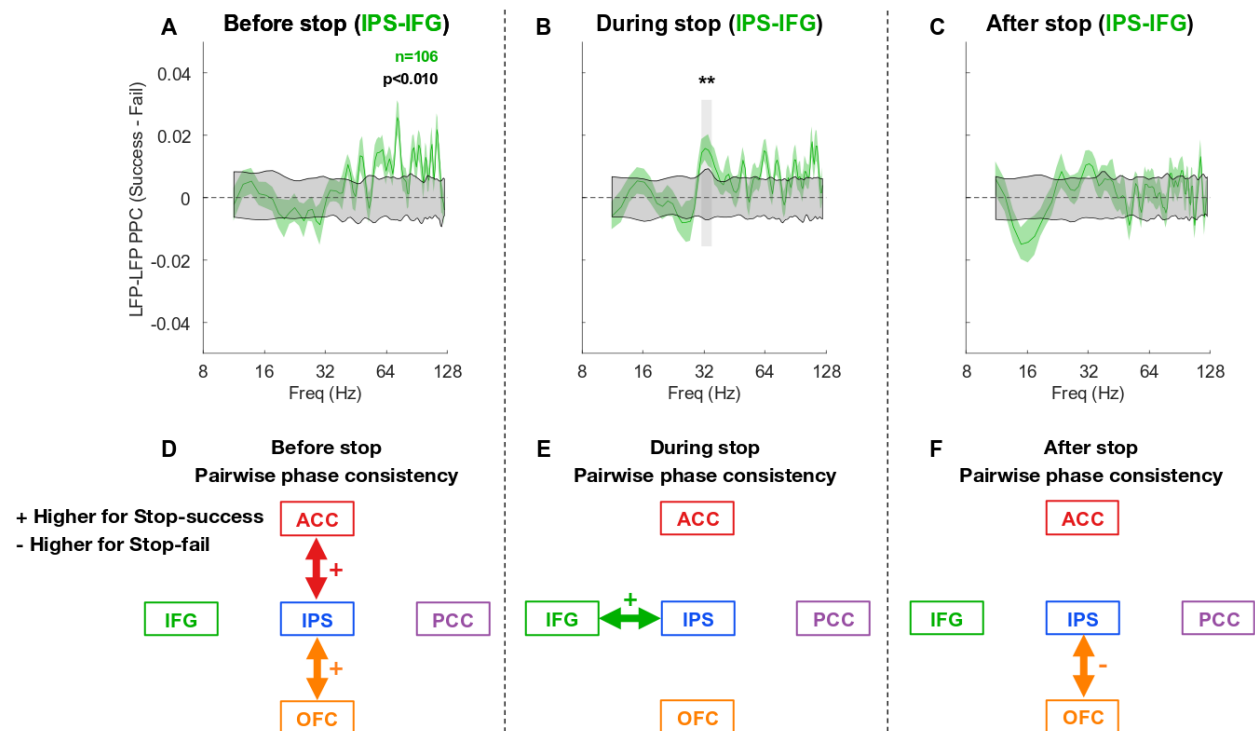 A Before stop (IPS-IFG)
n=106
p<0.010
LFP-LFP PPC (Success - Fail)
0.04
0.02
0
-0.02
-0.04
8 16 32 64 128
Freq (Hz)
B During stop (IPS-IFG)
**
8 16 32 64 128
Freq (Hz)
C After stop (IPS-IFG)
8 16 32 64 128
Freq (Hz)
D Before stop
Pairwise phase consistency
+ Higher for Stop-success
- Higher for Stop-fail
ACC
+
IFG IPS PCC
+
OFC
E During stop
Pairwise phase consistency
ACC
+
IFG IPS PCC
OFC
F After stop
Pairwise phase consistency
ACC
IFG IPS PCC
-
OFC